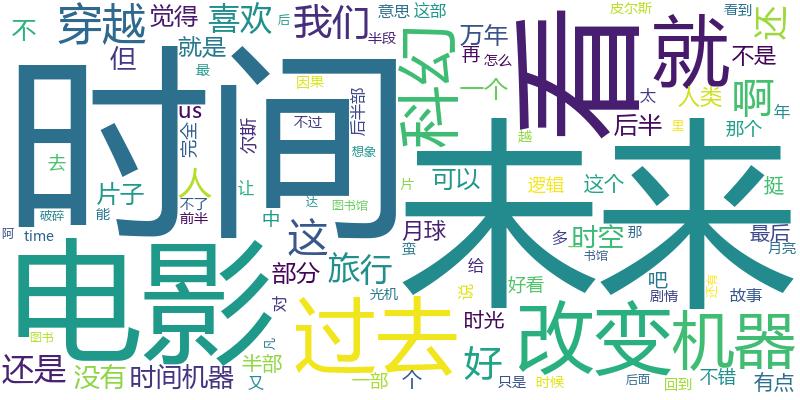 不
穿越
觉得
喜欢
后
我们
半段
意思
这部
万年
皮尔斯
看到
还
但
就是
最
us
因果
不过
后半部
科幻
再
怎么
一个
看
就
不是
太
人类
啊
年
时间
去
完全
尔斯
想象
后半
里
那个
越
片子
人
让
不了
前半
能
破碎
阿
time
中
达
图书馆
片
可以
逻辑
这个
挺
未来
这
月球
蛮
多
时空
那
书馆
最后
月亮
电影
部分
旅行
给
好看
吧
剧情
还有
故事
对
光机
说
过去
时光
改变
机器
图书
凡
还是
没有
时间机器
半部
又
一部
个
好
只是
时候
后面
回到
不错
有点